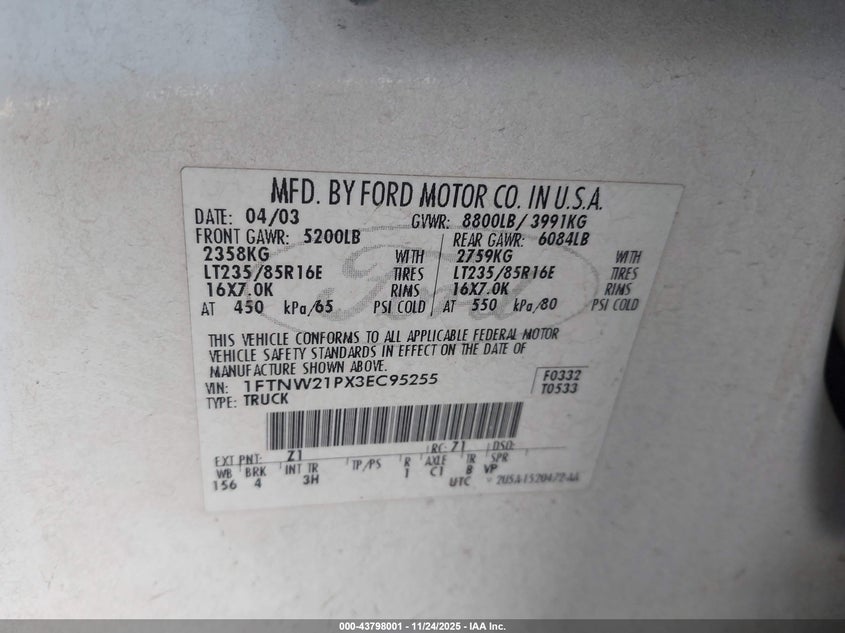 MFD. BY FORD MOTOR CO. IN U.S.A.
DATE: 04/03 GVWR: 8800LB/ 3991KG
FRONT GAWR: 5200LB REAR GAWR: 6084LB
2358KG WITH 2759KG WITH
LT235/85R16E TIRES LT235/85R16E TIRES
16X7.0K RIMS 16X7.0K RIMS
AT 450 kPa/65 PSI COLD AT 550 kPa/80 PSI COLD
Ford
THIS VEHICLE CONFORMS TO ALL APPLICABLE FEDERAL MOTOR
VEHICLE SAFETY STANDARDS IN EFFECT ON THE DATE OF
MANUFACTURE SHOWN ABOVE.
VIN: 1FTNW21PX3EC95255 F0332
TYPE: TRUCK T0533
EXT PNT: Z1 RC: Z1 DSO:
WB BRK INT TR TP/PS R AXLE TR SPR
156 4 3H 1 C1 B VP
UTC
000-43798001 | 11/24/2025 - IAA Inc.